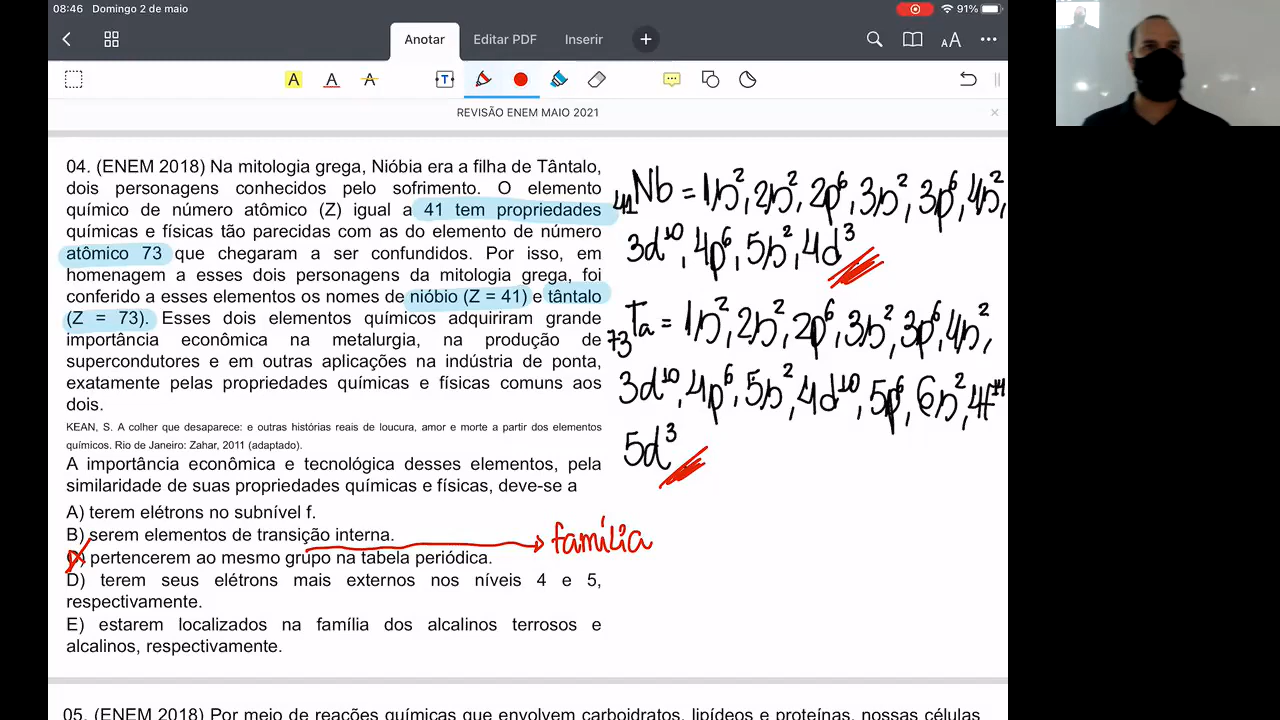 08:46 Domingo 2 de maio
91%
Anotar Editar PDF Inserir
A A A T AA
REVISÃO ENEM MAIO 2021
04. (ENEM 2018) Na mitologia grega, Nióbia era a filha de Tântalo,
dois personagens conhecidos pelo sofrimento. O elemento
químico de número atômico (Z) igual a 41 tem propriedades
químicas e físicas tão parecidas com as do elemento de número
atômico 73 que chegaram a ser confundidos. Por isso, em
homenagem a esses dois personagens da mitologia grega, foi
conferido a esses elementos os nomes de nióbio (Z = 41) e tântalo
(Z = 73). Esses dois elementos químicos adquiriram grande
importância econômica na metalurgia, na produção de
supercondutores e em outras aplicações na indústria de ponta,
exatamente pelas propriedades químicas e físicas comuns aos
dois.
KEAN, S. A colher que desaparece: e outras histórias reais de loucura, amor e morte a partir dos elementos
químicos. Rio de Janeiro: Zahar, 2011 (adaptado).
A importância econômica e tecnológica desses elementos, pela
similaridade de suas propriedades químicas e físicas, deve-se a
A) terem elétrons no subnível f.
B) serem elementos de transição interna.
C) pertencerem ao mesmo grupo na tabela periódica.
D) terem seus elétrons mais externos nos níveis 4 e 5,
respectivamente.
E) estarem localizados na família dos alcalinos terrosos e
alcalinos, respectivamente.
₄₁Nb = 1s², 2s², 2p⁶, 3s², 3p⁶, 4s²,
3d¹⁰, 4p⁶, 5s², 4d³
₇₃Ta = 1s², 2s², 2p⁶, 3s², 3p⁶, 4s²,
3d¹⁰, 4p⁶, 5s², 4d¹⁰, 5p⁶, 6s², 4f¹⁴
5d³
família
05. (ENEM 2018) Por meio de reações químicas que envolvem carboidratos, lipídeos e proteínas, nossas células